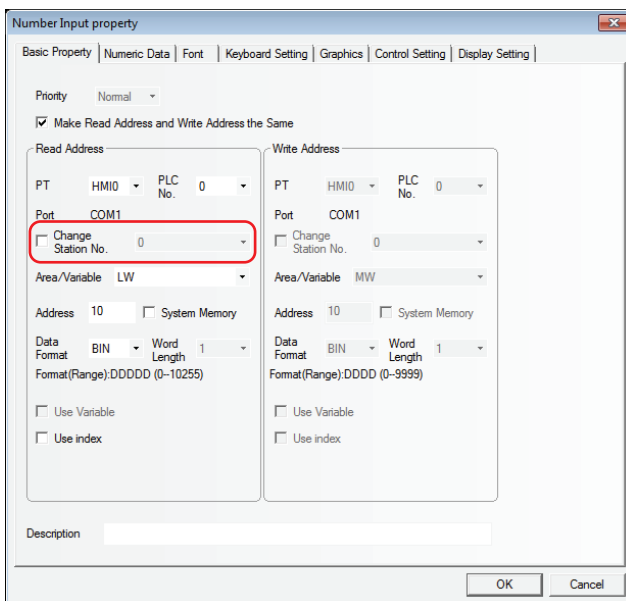 Number Input property
Basic Property Numeric Data Font Keyboard Setting Graphics Control Setting Display Setting
Priority Normal
Make Read Address and Write Address the Same
Read Address
PT HMI0 PLC No. 0
Port COM1
Change Station No. 0
Area/Variable LW
Address 10 System Memory
Data Format BIN Word Length 1
Format(Range):DDDDD (0--10255)
Use Variable
Use index
Write Address
PT HMI0 PLC No. 0
Port COM1
Change Station No. 0
Area/Variable MW
Address 10 System Memory
Data Format BIN Word Length 1
Format(Range):DDDD (0--9999)
Use Variable
Use index
Description
OK Cancel